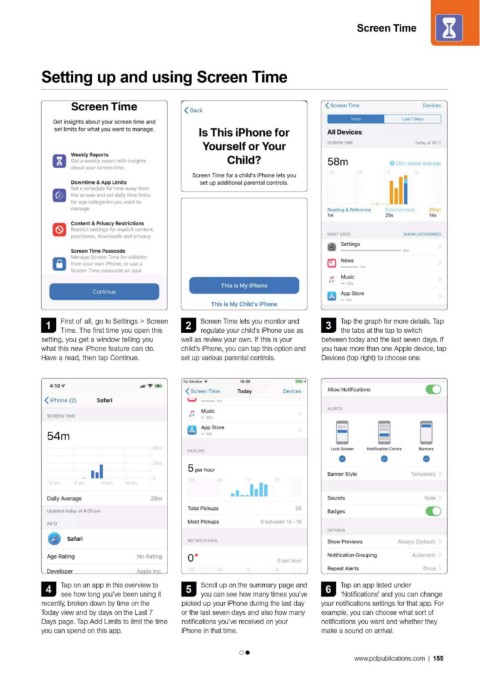 Screen Time
Setting up and using Screen Time
Screen Time
Get insights about your screen time and
set limits for what you want to manage.
Weekly Reports
Get a weekly report with insights
about your screen time.
Downtime & App Limits
Set a schedule for time away from
the screen and set daily time limits
for app categories you want to
manage.
Content & Privacy Restrictions
Restrict settings for explicit content,
purchases, downloads and privacy
Screen Time Passcode
Manage Screen Time for children
from your own iPhone, or use a
Screen Time passcode on your
Continue
Back
Is This iPhone for
Yourself or Your
Child?
Screen Time for a child's iPhone lets you
set up additional parental controls.
This is My iPhone
This is My Child's iPhone
Screen Time Devices
Today Last 7 Days
All Devices
SCREEN TIME Today at 16:17
58m 26m below average
Reading & Reference Entertainment Other
1m 20s 14s
MOST USED SHOW CATEGORIES
Settings
News
Music
App Store
1 First of all, go to Settings > Screen
Time. The first time you open this
setting, you get a window telling you
what this new iPhone feature can do.
Have a read, then tap Continue.
2 Screen Time lets you monitor and
regulate your child's iPhone use as
well as review your own. If this is your
child's iPhone, you can tap this option and
set up various parental controls.
3 Tap the graph for more details. Tap
the tabs at the top to switch
between today and the last seven days. If
you have more than one Apple device, tap
Devices (top right) to choose one.
4:10
iPhone (2) Safari
SCREEN TIME
54m
60m
30m
0
12 am 6 am 12 pm 6 pm
Daily Average 28m
Updated today at 4:09 pm
INFO
Safari
Age Rating No Rating
Developer Apple Inc.
No Service 16:56
Screen Time Today Devices
Music
App Store
PICKUPS
5 per hour
Total Pickups 38
Most Pickups 9 between 15–16
NOTIFICATIONS
0 0 per hour
Allow Notifications
ALERTS
Lock Screen Notification Centre Banners
Banner Style Temporary
Sounds Note
Badges
OPTIONS
Show Previews Always (Default)
Notification Grouping Automatic
Repeat Alerts Once
4 Tap on an app in this overview to
see how long you've been using it
recently, broken down by time on the
Today view and by days on the Last 7
Days page. Tap Add Limits to limit the time
you can spend on this app.
5 Scroll up on the summary page and
you can see how many times you've
picked up your iPhone during the last day
or the last seven days and also how many
notifications you've received on your
iPhone in that time.
6 Tap an app listed under
'Notifications' and you can change
your notifications settings for that app. For
example, you can choose what sort of
notifications you want and whether they
make a sound on arrival.
www.pclpublications.com | 155